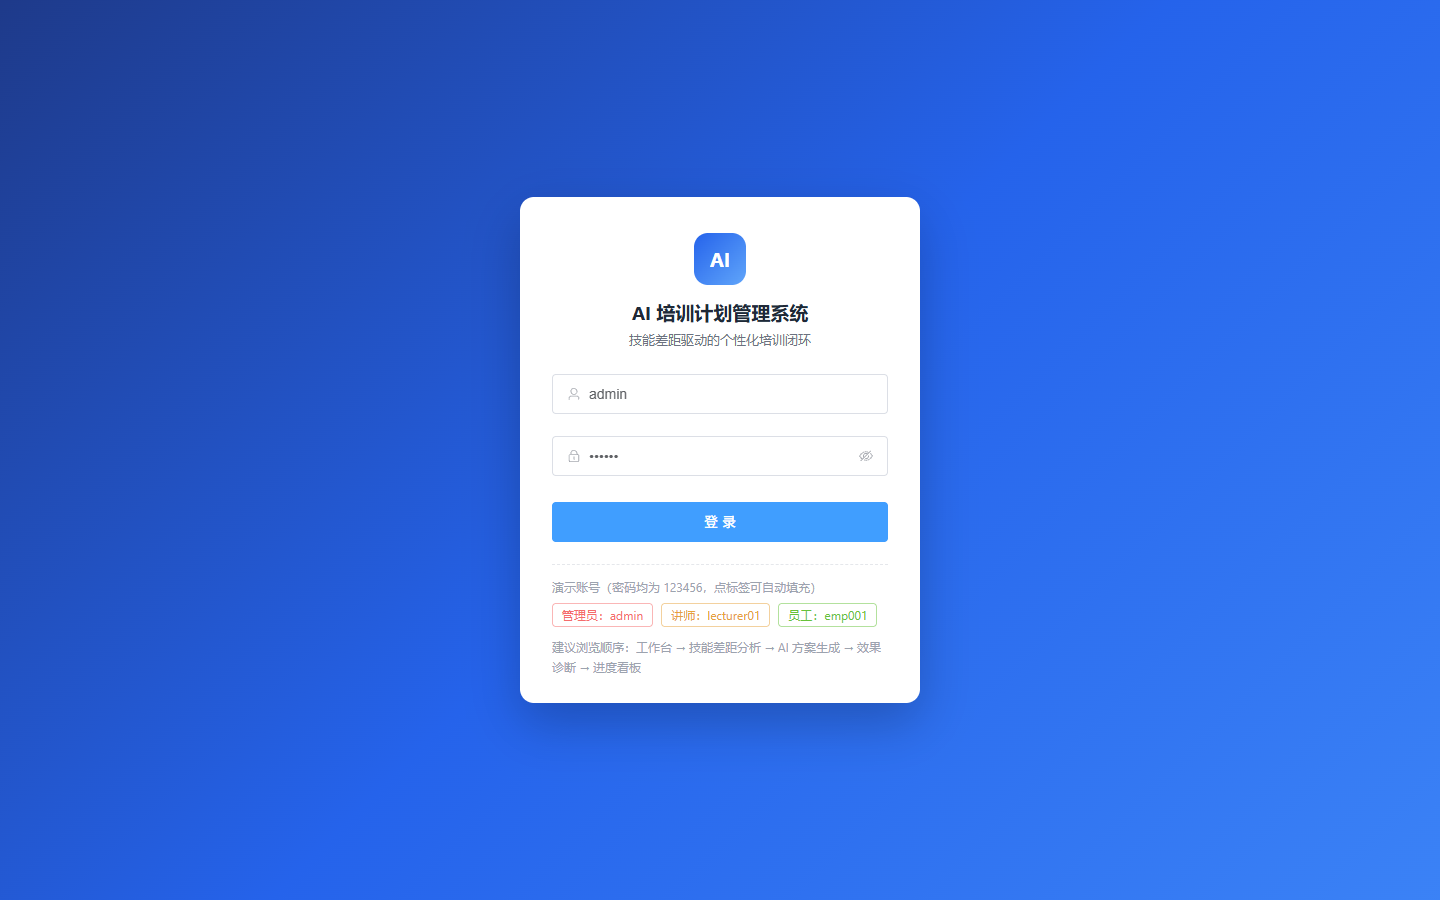 AI
AI 培训计划管理系统
技能差距驱动的个性化培训闭环
admin
••••••
登 录
演示账号（密码均为 123456，点标签可自动填充）
管理员：admin 讲师：lecturer01 员工：emp001
建议浏览顺序：工作台 → 技能差距分析 → AI 方案生成 → 效果
诊断 → 进度看板